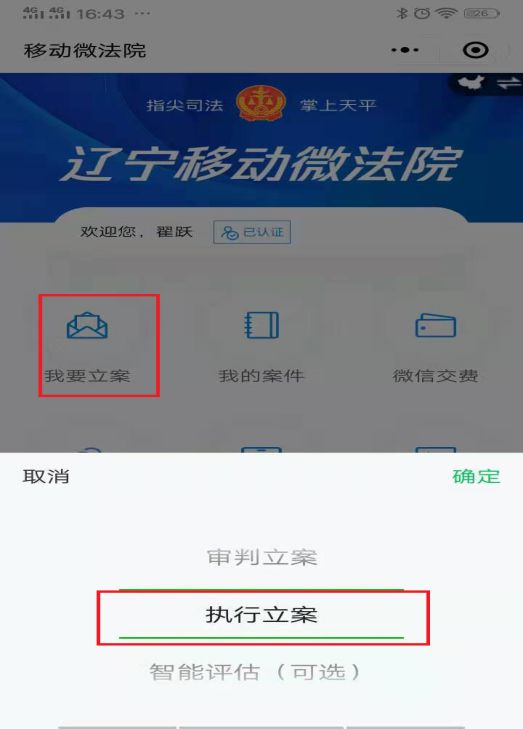 4G 4G 16:43 ··· 26
移动微法院
指尖司法 掌上天平
辽宁移动微法院
欢迎您，翟跃 已认证
我要立案 我的案件 微信交费
取消 确定
审判立案
执行立案
智能评估（可选）